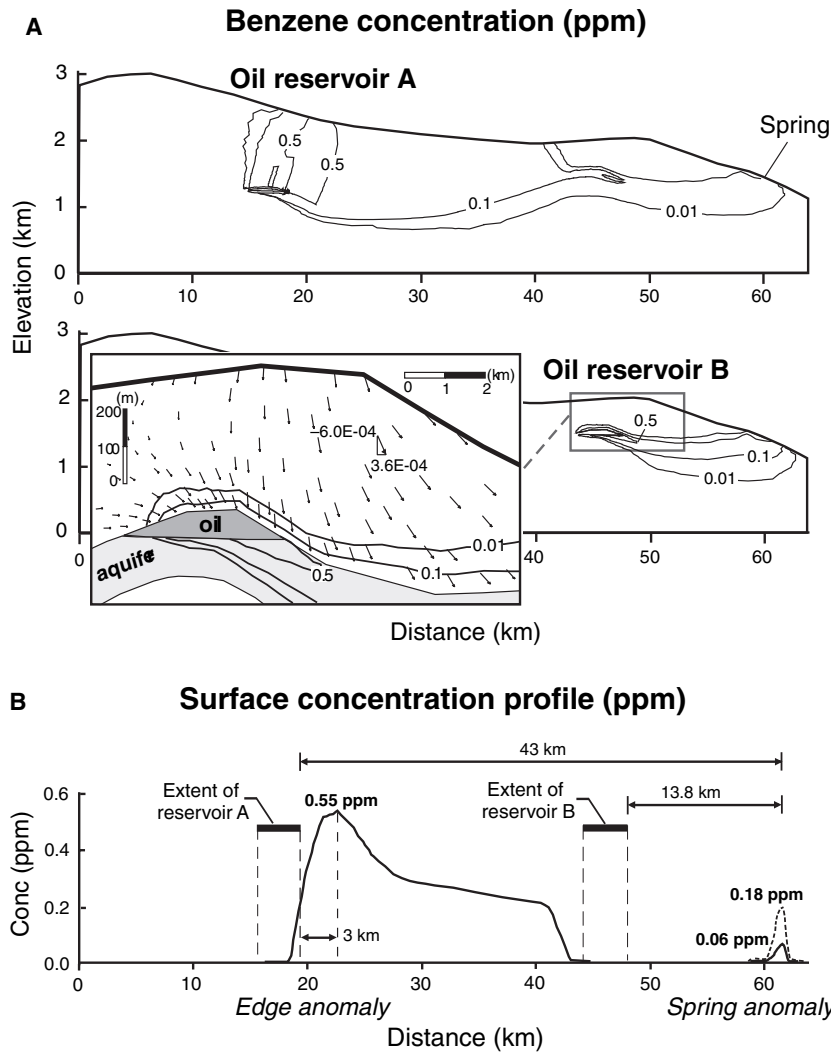 A
Benzene concentration (ppm)
Oil reservoir A
Spring
3
2
1
0
0.5
0.5
0.1
0.01
0
10
20
30
40
50
60
Elevation (km)
3
2
1
0
0
Oil reservoir B
(m)
200
100
0
(km)
0
1
2
–6.0E-04
3.6E-04
oil
aquifer
0.01
0.1
0.5
0.5
0.1
0.01
40
50
60
Distance (km)
B
Surface concentration profile (ppm)
43 km
13.8 km
Extent of
reservoir A
0.55 ppm
Extent of
reservoir B
0.18 ppm
0.06 ppm
3 km
Conc (ppm)
0.6
0.4
0.2
0.0
0
10
20
30
40
50
60
Edge anomaly
Spring anomaly
Distance (km)